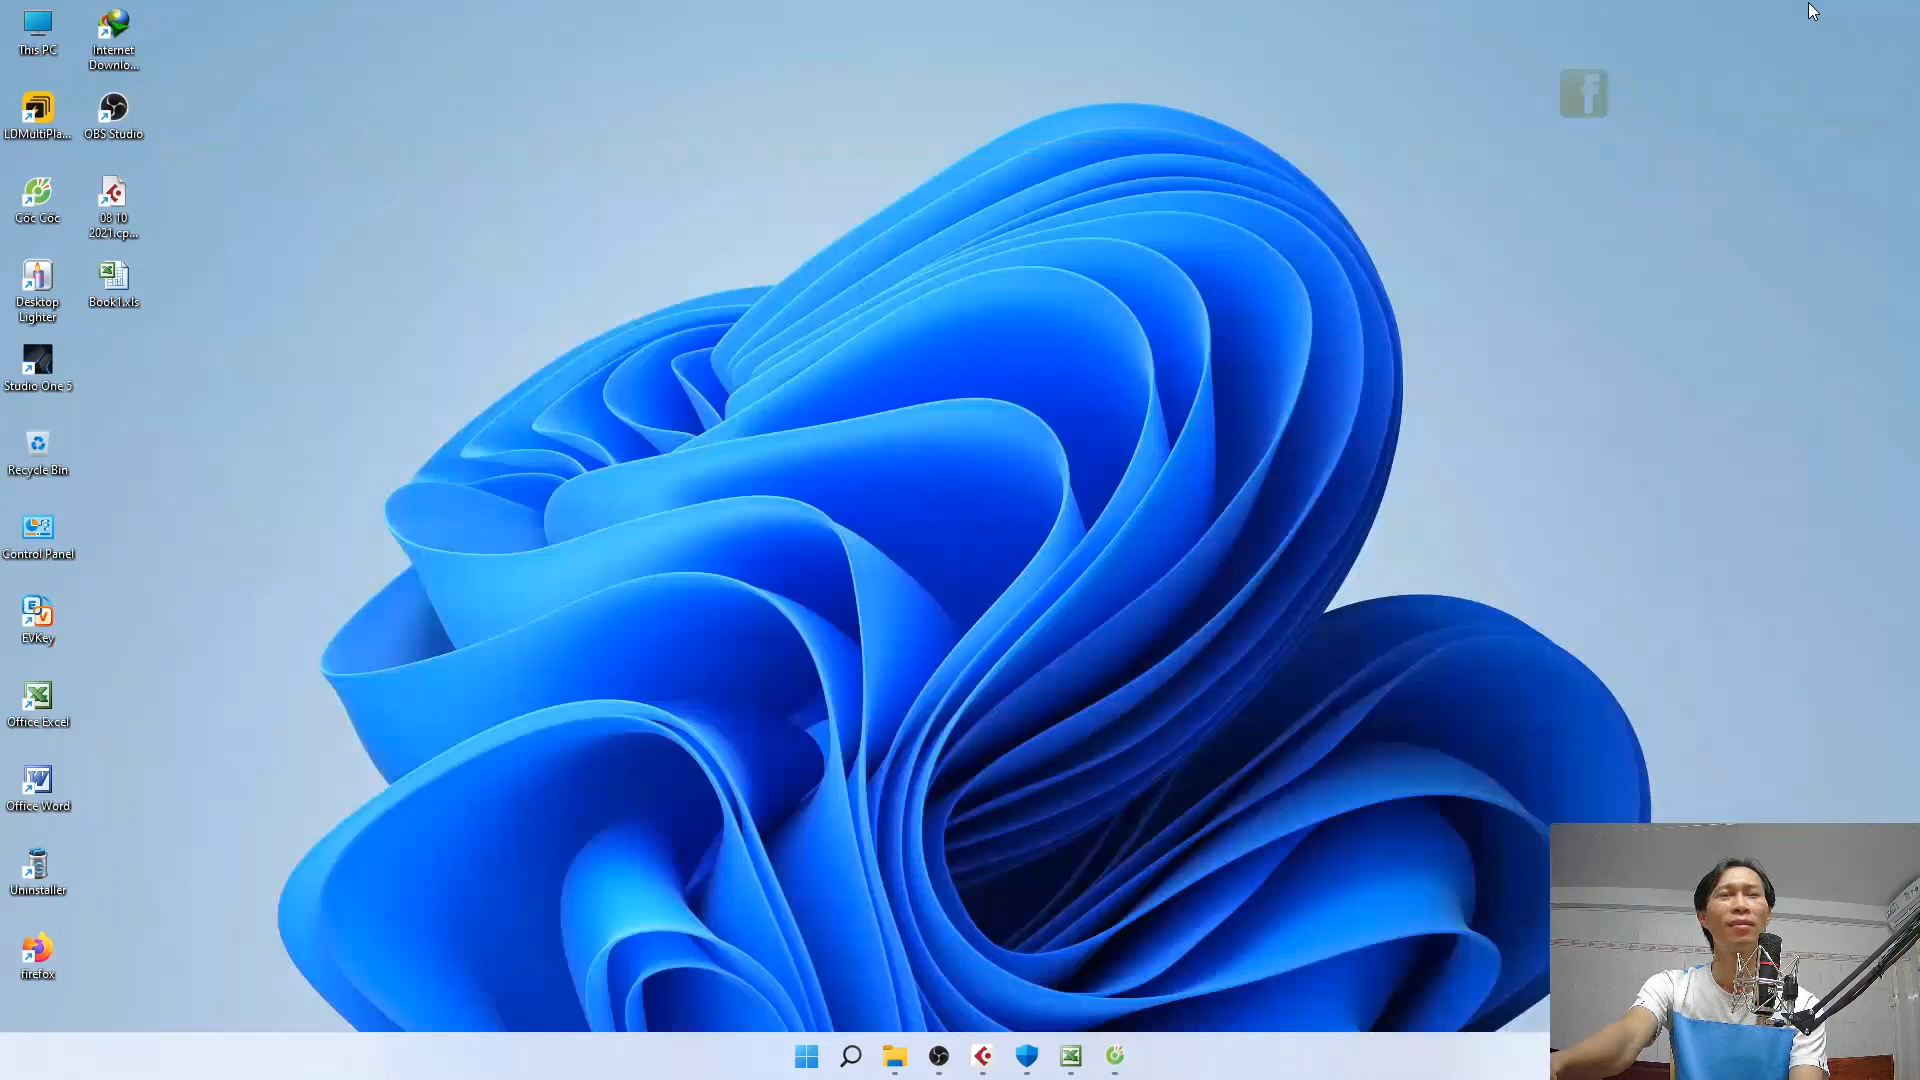 This PC
Internet
Downlo...
LDMultiPla...
OBS Studio
Cốc Cốc
08 10
2021.cp...
Desktop
Lighter
Book1.xls
Studio One 5
Recycle Bin
Control Panel
EVKey
Office Excel
Office Word
Uninstaller
firefox